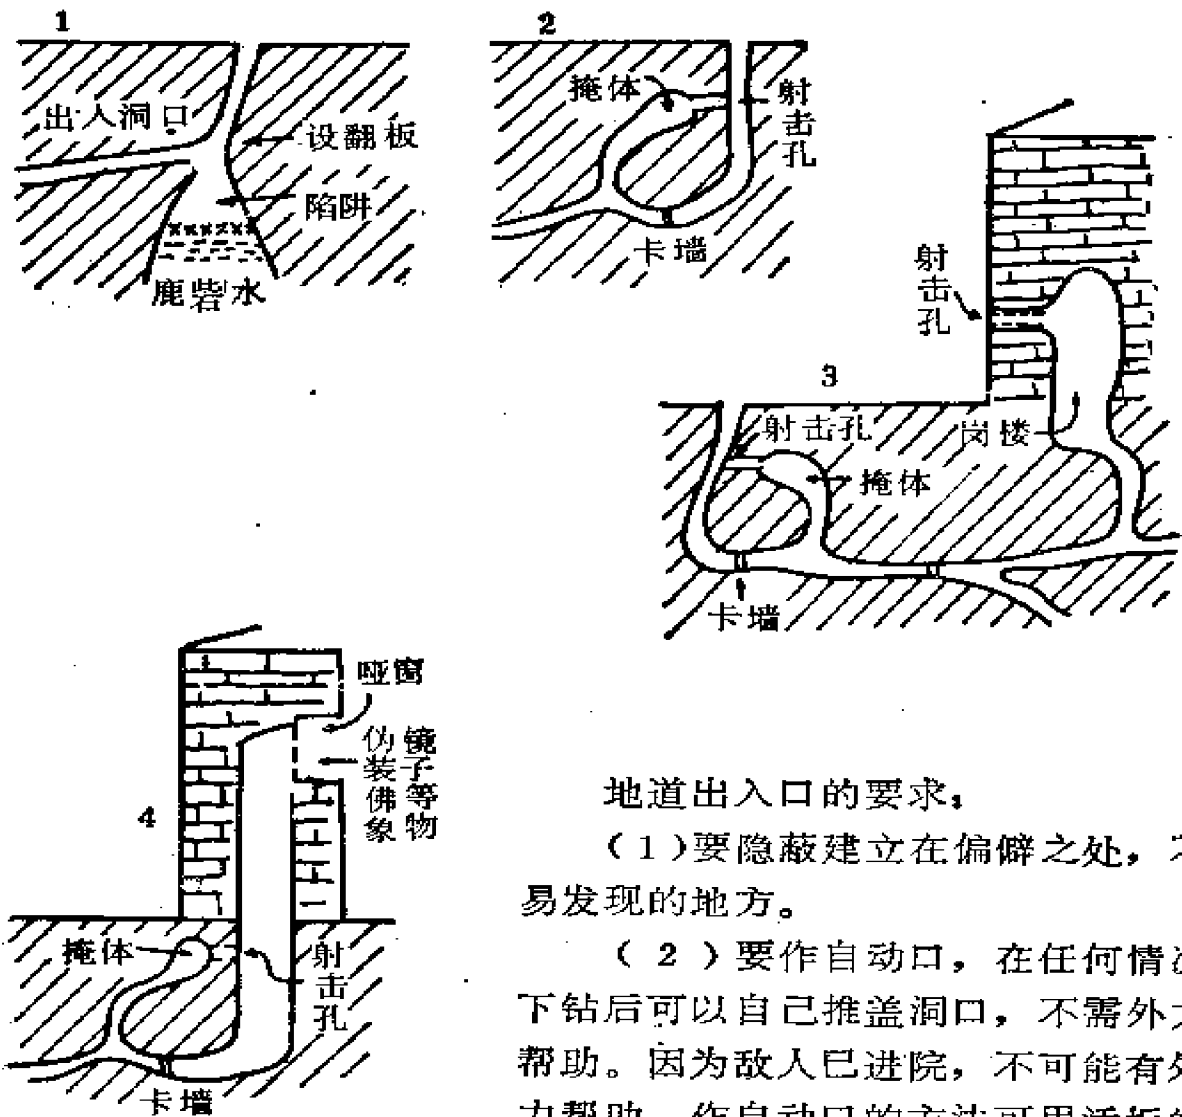 1
出入洞口
设翻板
陷阱
鹿砦水
2
掩体
射击孔
卡墙
3
射击孔
射击孔
岗楼
掩体
卡墙
4
哑窗
镜子等物
伪装佛象
掩体
射击孔
卡墙
地道出入口的要求：
（1）要隐蔽建立在偏僻之处，不
易发现的地方。
（2）要作自动口，在任何情况
下钻后可以自己推盖洞口，不需外力
帮助。因为敌人已进院，不可能有外